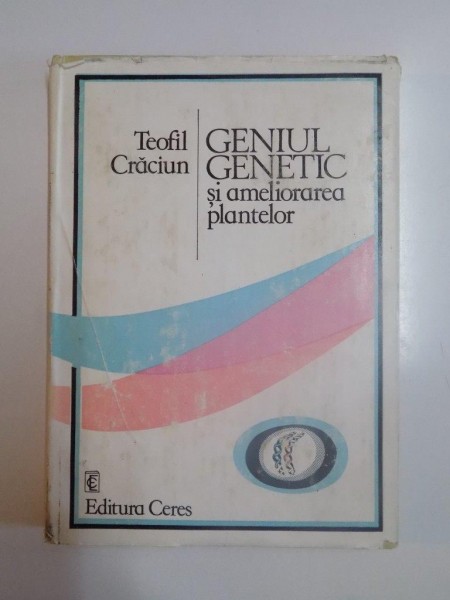 Teofil
Crăciun
GENIUL
GENETIC
și ameliorarea
plantelor
Editura Ceres